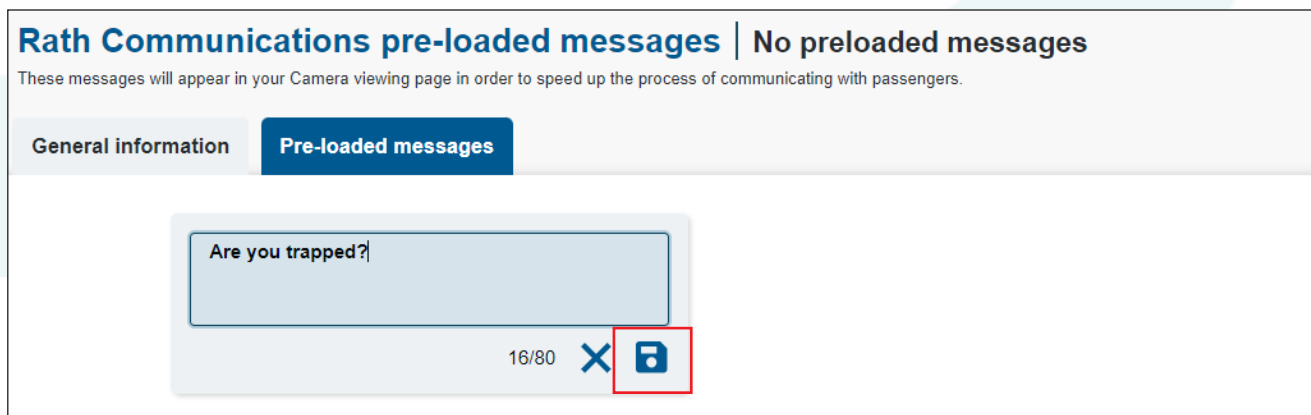 Rath Communications pre-loaded messages | No preloaded messages
These messages will appear in your Camera viewing page in order to speed up the process of communicating with passengers.
General information
Pre-loaded messages
Are you trapped?
16/80